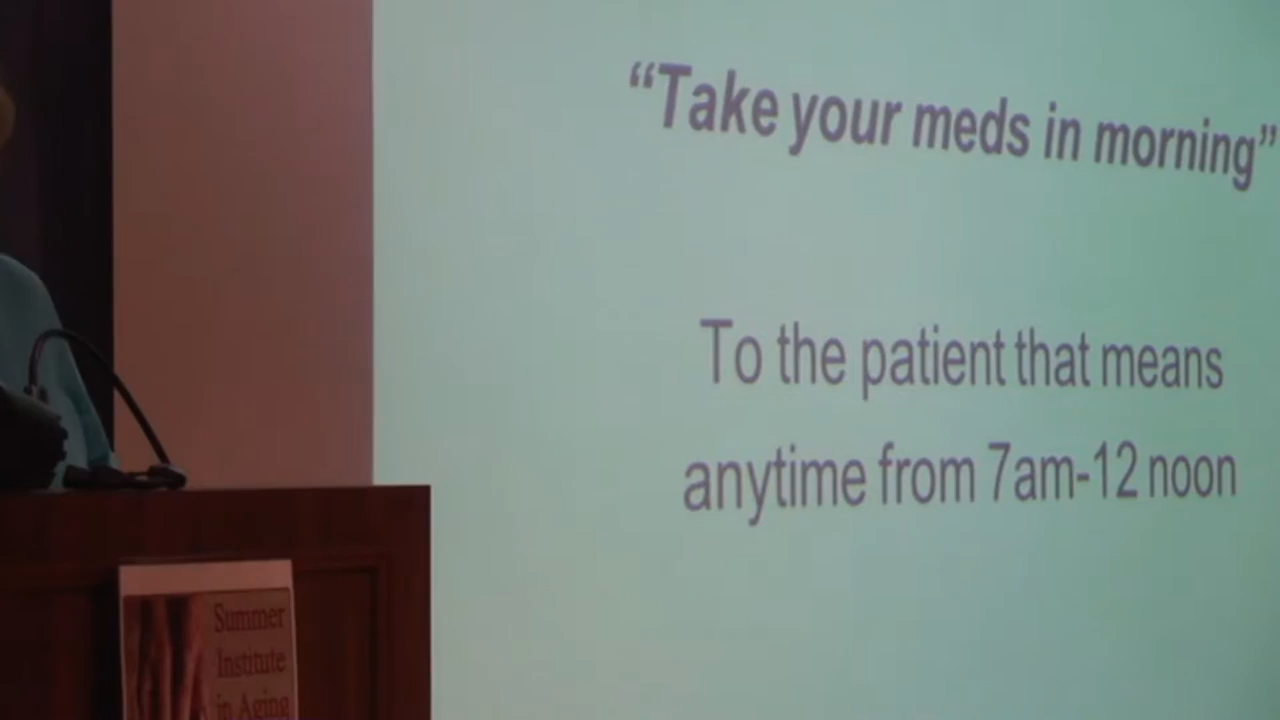 “Take your meds in morning”
To the patient that means
anytime from 7am-12 noon
Summer
Institute
in Aging